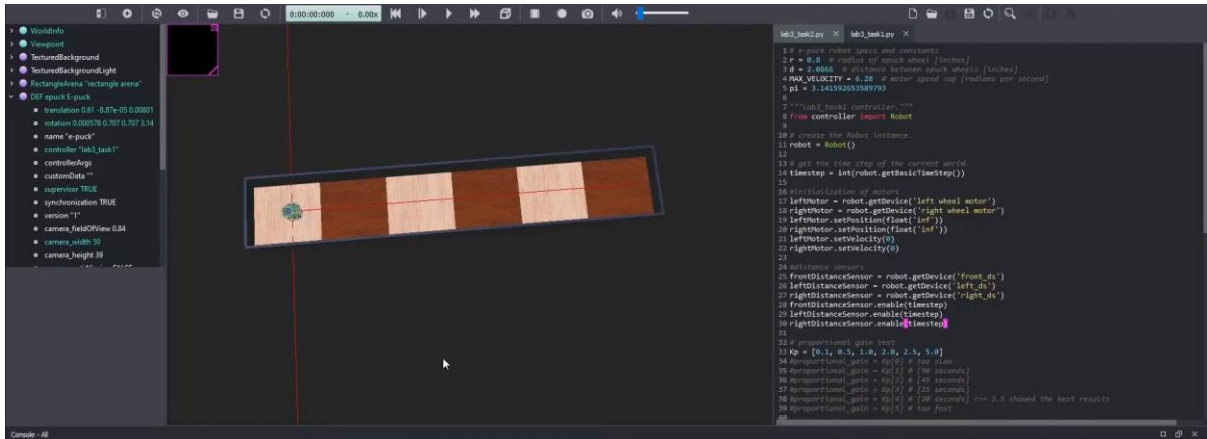 0:00:00:000 - 0.00x
WorldInfo
Viewpoint
TexturedBackground
TexturedBackgroundLight
RectangleArena "rectangle arena"
DEF epuck E-puck
translation 0.61 -8.87e-05 0.00801
rotation 0.000578 0.707 0.707 3.14
name "e-puck"
controller "lab3_task1"
controllerArgs
customData ""
supervisor TRUE
synchronization TRUE
version "1"
camera_fieldOfView 0.84
camera_width 50
camera_height 39
lab3_task2.py × lab3_task1.py ×
1 # e-puck robot specs and constants
2 r = 0.8 # radius of epuck wheel [inches]
3 d = 2.0866 # distance between epuck wheels [inches]
4 MAX_VELOCITY = 6.28 # motor speed cap [radians per second]
5 pi = 3.141592653589793
6
7 """lab3_task1 controller."""
8 from controller import Robot
9
10 # create the Robot instance.
11 robot = Robot()
12
13 # get the time step of the current world.
14 timestep = int(robot.getBasicTimeStep())
15
16 #initialization of motors
17 leftMotor = robot.getDevice('left wheel motor')
18 rightMotor = robot.getDevice('right wheel motor')
19 leftMotor.setPosition(float('inf'))
20 rightMotor.setPosition(float('inf'))
21 leftMotor.setVelocity(0)
22 rightMotor.setVelocity(0)
23
24 #distance sensors
25 frontDistanceSensor = robot.getDevice('front_ds')
26 leftDistanceSensor = robot.getDevice('left_ds')
27 rightDistanceSensor = robot.getDevice('right_ds')
28 frontDistanceSensor.enable(timestep)
29 leftDistanceSensor.enable(timestep)
30 rightDistanceSensor.enable(timestep)
31
32 # proportional gain test
33 Kp = [0.1, 0.5, 1.0, 2.0, 2.5, 5.0]
34 #proportional_gain = Kp[0] # too slow
35 #proportional_gain = Kp[1] # [90 seconds]
36 #proportional_gain = Kp[2] # [45 seconds]
37 #proportional_gain = Kp[3] # [25 seconds]
38 #proportional_gain = Kp[4] # [20 seconds] <== 2.5 showed the best results
39 #proportional_gain = Kp[5] # too fast
40
Console - All